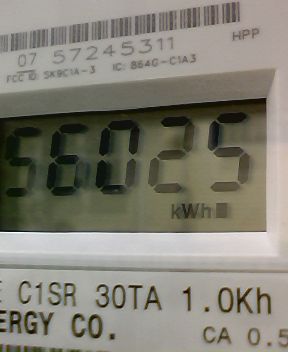 07 57245311
HPP
FCC ID: SK9C1A-3 IC: 864G-C1A3
56025
kWh
C1SR 30TA 1.0Kh
ERGY CO.
CA 0.5